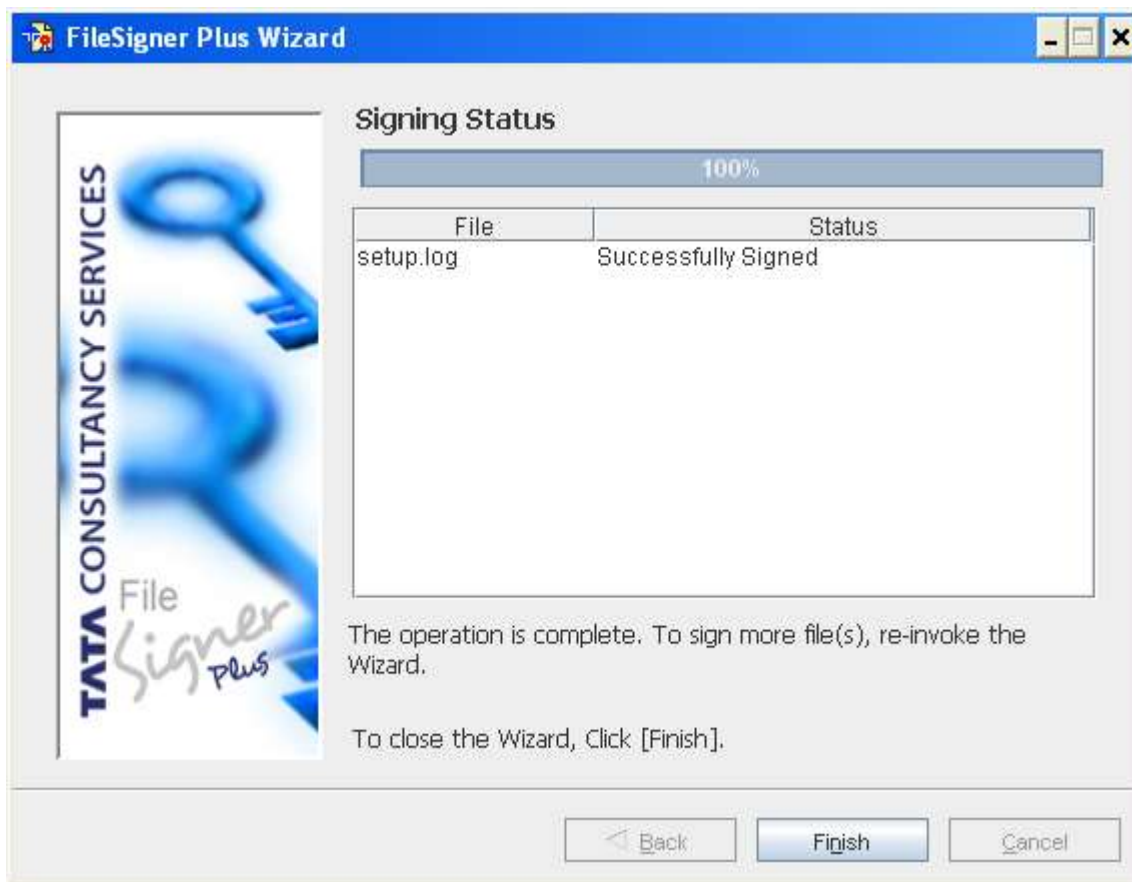 FileSigner Plus Wizard
TATA CONSULTANCY SERVICES
File
Signer
Plus
Signing Status
100%
File Status
setup.log Successfully Signed
The operation is complete. To sign more file(s), re-invoke the
Wizard.
To close the Wizard, Click [Finish].
Back Finish Cancel